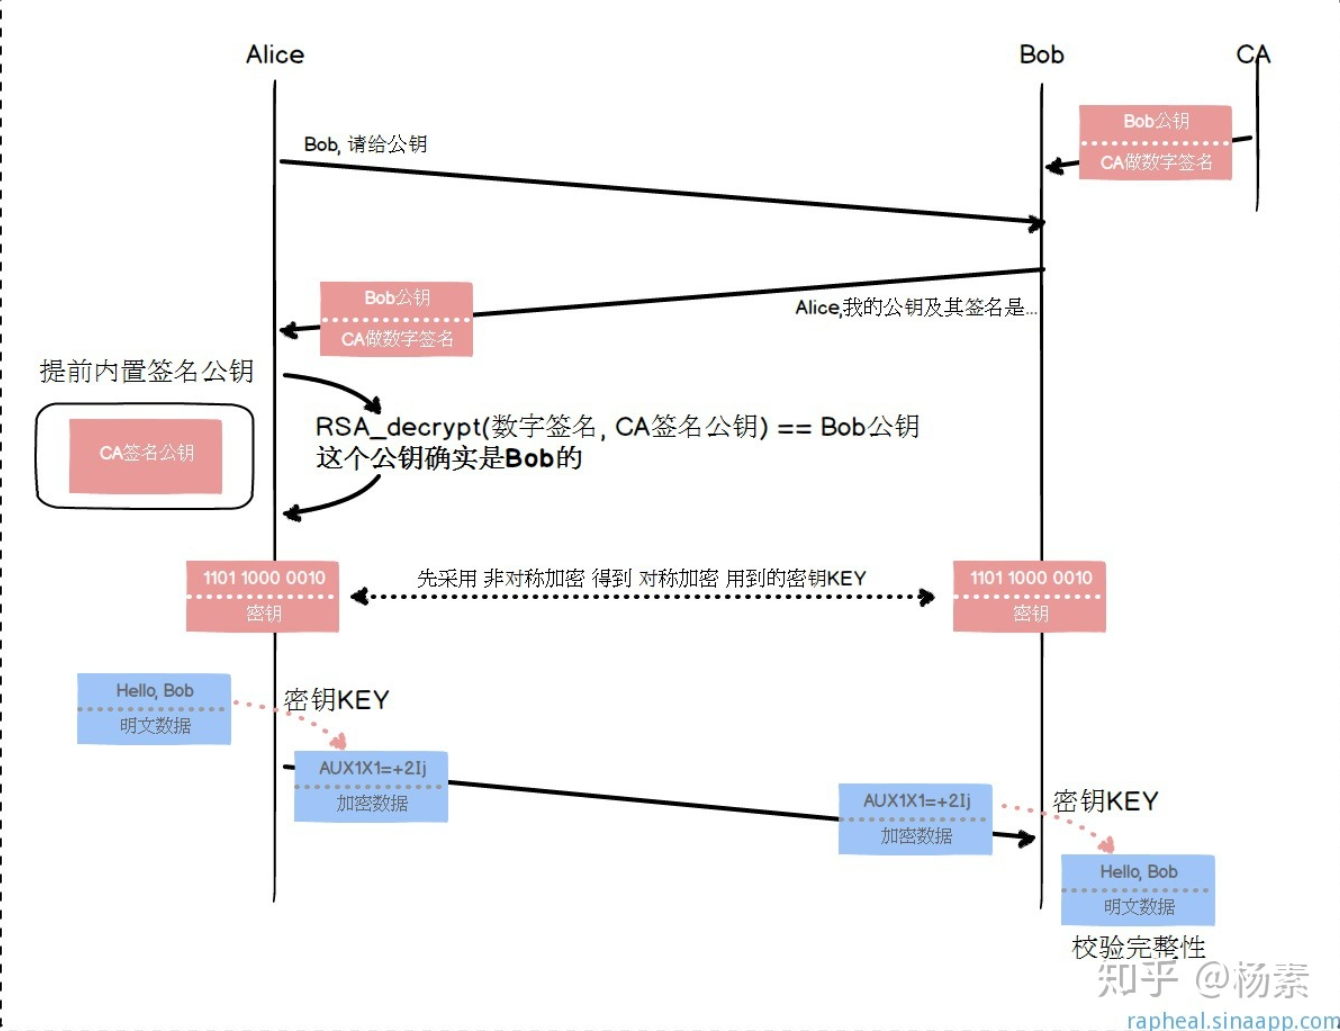 Alice
Bob
CA
Bob公钥
CA做数字签名
Bob, 请给公钥
Bob公钥
CA做数字签名
Alice,我的公钥及其签名是...
提前内置签名公钥
CA签名公钥
RSA_decrypt(数字签名, CA签名公钥) == Bob公钥
这个公钥确实是Bob的
1101 1000 0010
密钥
先采用 非对称加密 得到 对称加密 用到的密钥KEY
1101 1000 0010
密钥
Hello, Bob
明文数据
密钥KEY
AUX1X1=+2Ij
加密数据
AUX1X1=+2Ij
加密数据
密钥KEY
Hello, Bob
明文数据
校验完整性
知乎 @杨素
rapheal.sinaapp.com